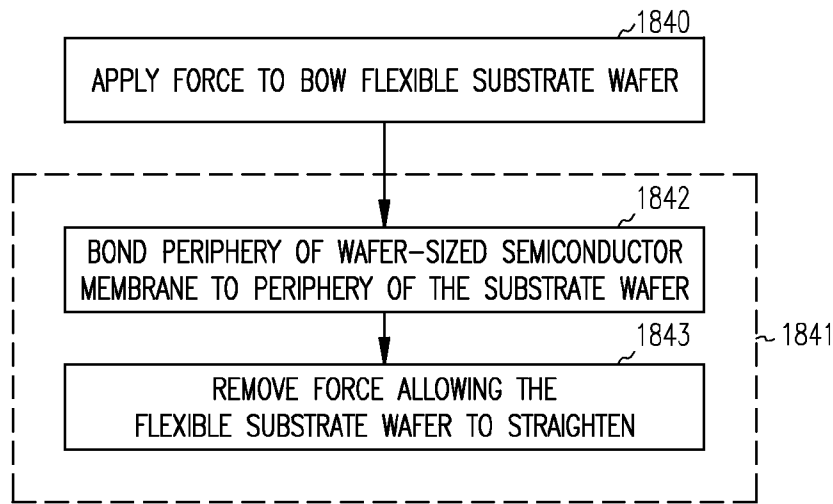 1840
APPLY FORCE TO BOW FLEXIBLE SUBSTRATE WAFER
1842
BOND PERIPHERY OF WAFER-SIZED SEMICONDUCTOR
MEMBRANE TO PERIPHERY OF THE SUBSTRATE WAFER
1841
1843
REMOVE FORCE ALLOWING THE
FLEXIBLE SUBSTRATE WAFER TO STRAIGHTEN